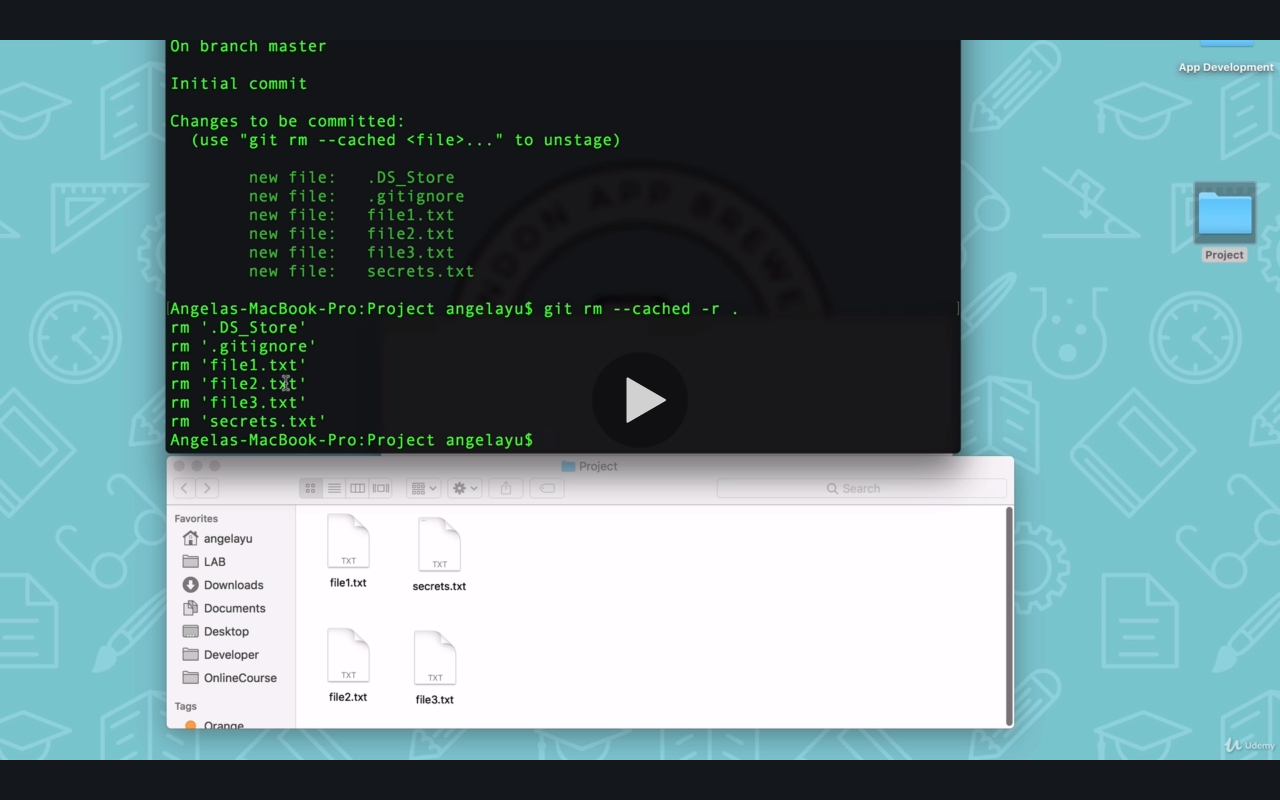 On branch master
App Development
Initial commit
Changes to be committed:
(use "git rm --cached <file>..." to unstage)
new file: .DS_Store
new file: .gitignore
new file: file1.txt
new file: file2.txt
new file: file3.txt
new file: secrets.txt
Project
Angelas-MacBook-Pro:Project angelayu$ git rm --cached -r .
rm '.DS_Store'
rm '.gitignore'
rm 'file1.txt'
rm 'file2.txt'
rm 'file3.txt'
rm 'secrets.txt'
Angelas-MacBook-Pro:Project angelayu$
Project
Search
Favorites
angelayu
LAB
Downloads
Documents
Desktop
Developer
OnlineCourse
Tags
Orange
TXT
file1.txt
TXT
secrets.txt
TXT
file2.txt
TXT
file3.txt
Udemy